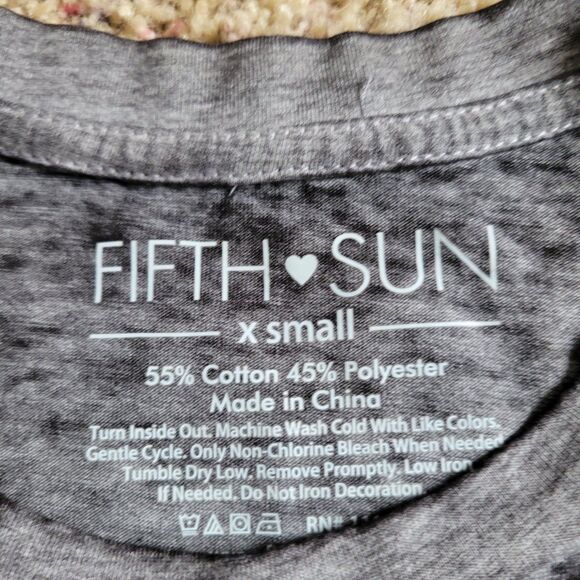 FIFTH ♥ SUN
x small
55% Cotton 45% Polyester
Made in China
Turn Inside Out. Machine Wash Cold With Like Colors.
Gentle Cycle. Only Non-Chlorine Bleach When Needed
Tumble Dry Low. Remove Promptly. Low Iron
If Needed. Do Not Iron Decoration.
RN#